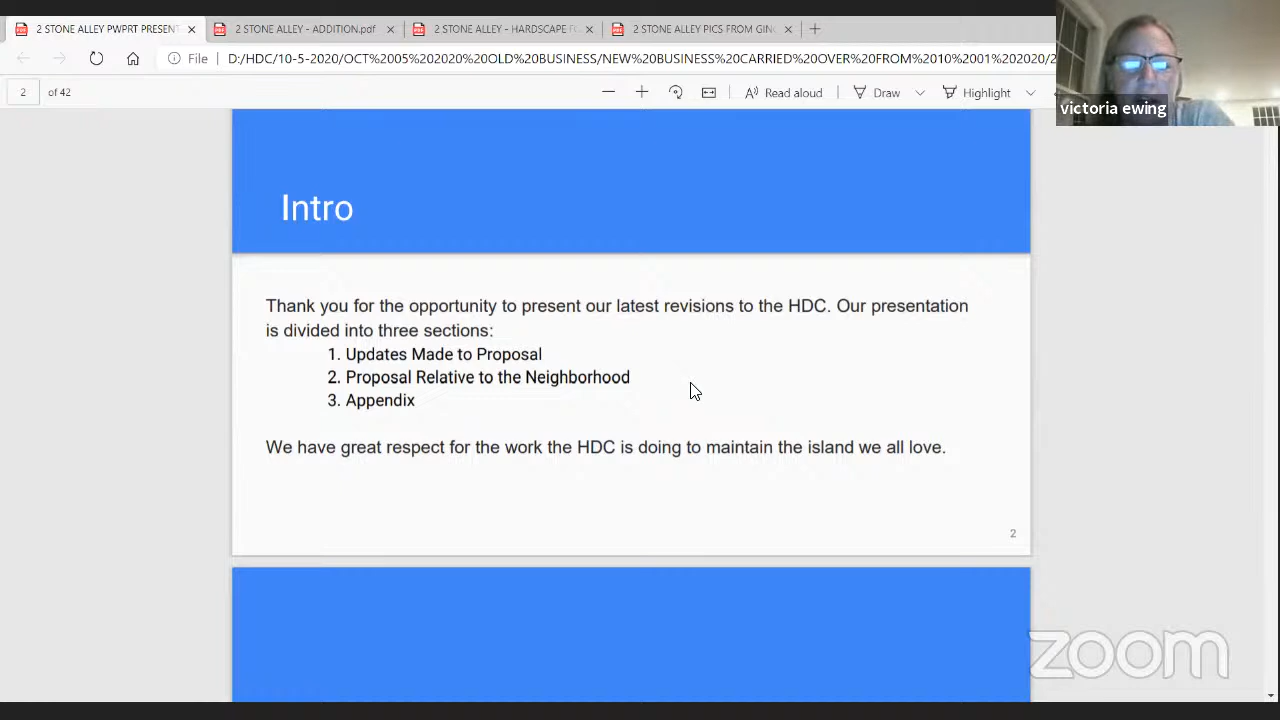 2 STONE ALLEY PWPRT PRESENT
2 STONE ALLEY - ADDITION.pdf
2 STONE ALLEY - HARDSCAPE F
2 STONE ALLEY PICS FROM GIN
File
D:/HDC/10-5-2020/OCT%2005%202020%20OLD%20BUSINESS/NEW%20BUSINESS%20CARRIED%20OVER%20FROM%2010%2001%202020/2
2 of 42
Read aloud
Draw
Highlight
victoria ewing
Intro
Thank you for the opportunity to present our latest revisions to the HDC. Our presentation
is divided into three sections:
1. Updates Made to Proposal
2. Proposal Relative to the Neighborhood
3. Appendix
We have great respect for the work the HDC is doing to maintain the island we all love.
2
zoom